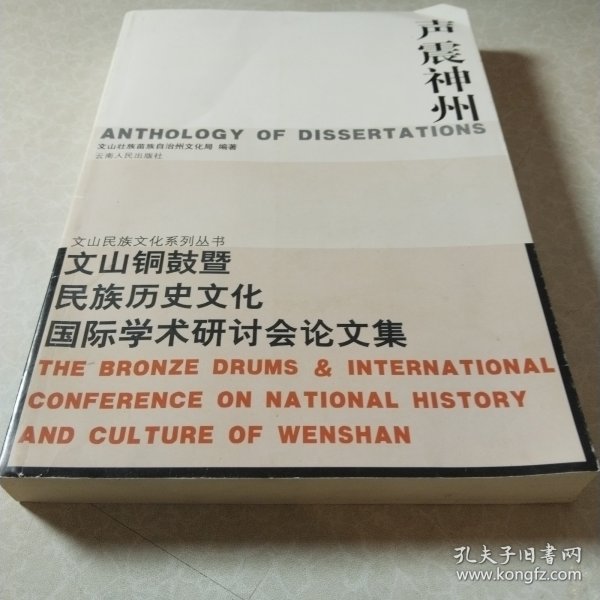 声震神州
ANTHOLOGY OF DISSERTATIONS
文山壮族苗族自治州文化局 编著
云南人民出版社
文山民族文化系列丛书
文山铜鼓暨
民族历史文化
国际学术研讨会论文集
THE BRONZE DRUMS & INTERNATIONAL
CONFERENCE ON NATIONAL HISTORY
AND CULTURE OF WENSHAN
孔夫子旧书网
www.kongfz.com